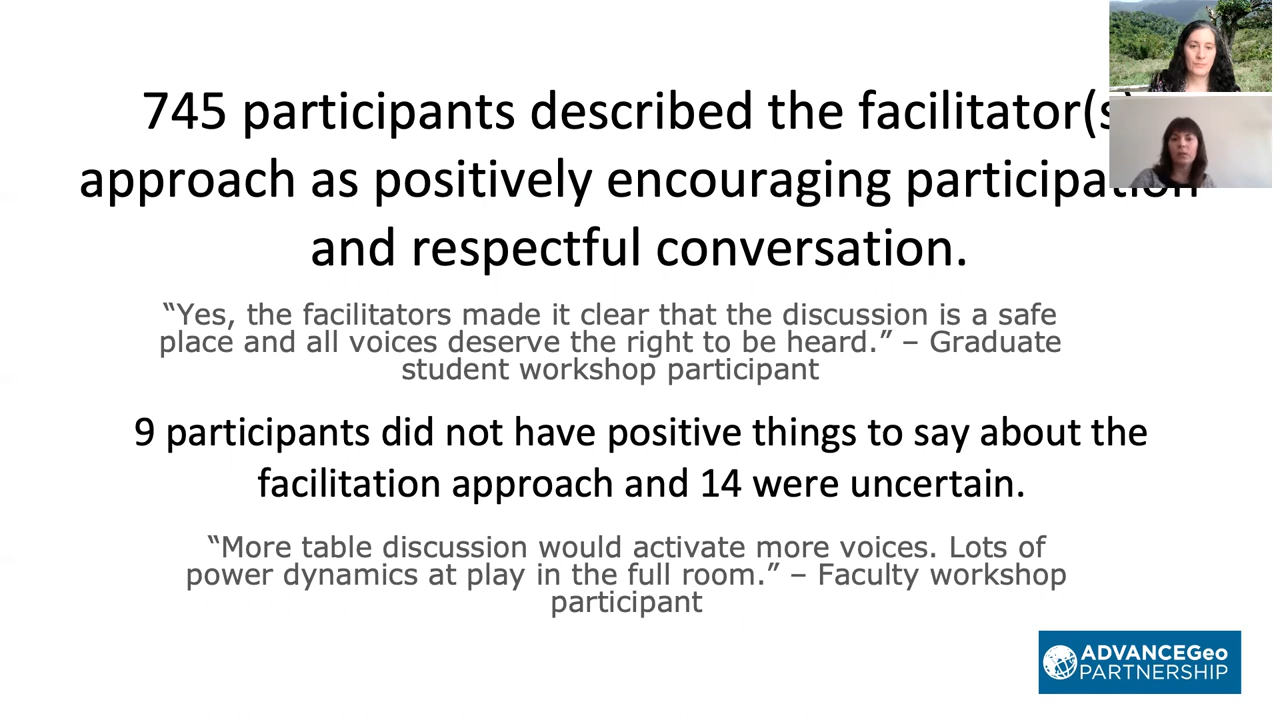 745 participants described the facilitator(s)
approach as positively encouraging participation
and respectful conversation.
“Yes, the facilitators made it clear that the discussion is a safe
place and all voices deserve the right to be heard.” – Graduate
student workshop participant
9 participants did not have positive things to say about the
facilitation approach and 14 were uncertain.
“More table discussion would activate more voices. Lots of
power dynamics at play in the full room.” – Faculty workshop
participant
ADVANCEGeo
PARTNERSHIP